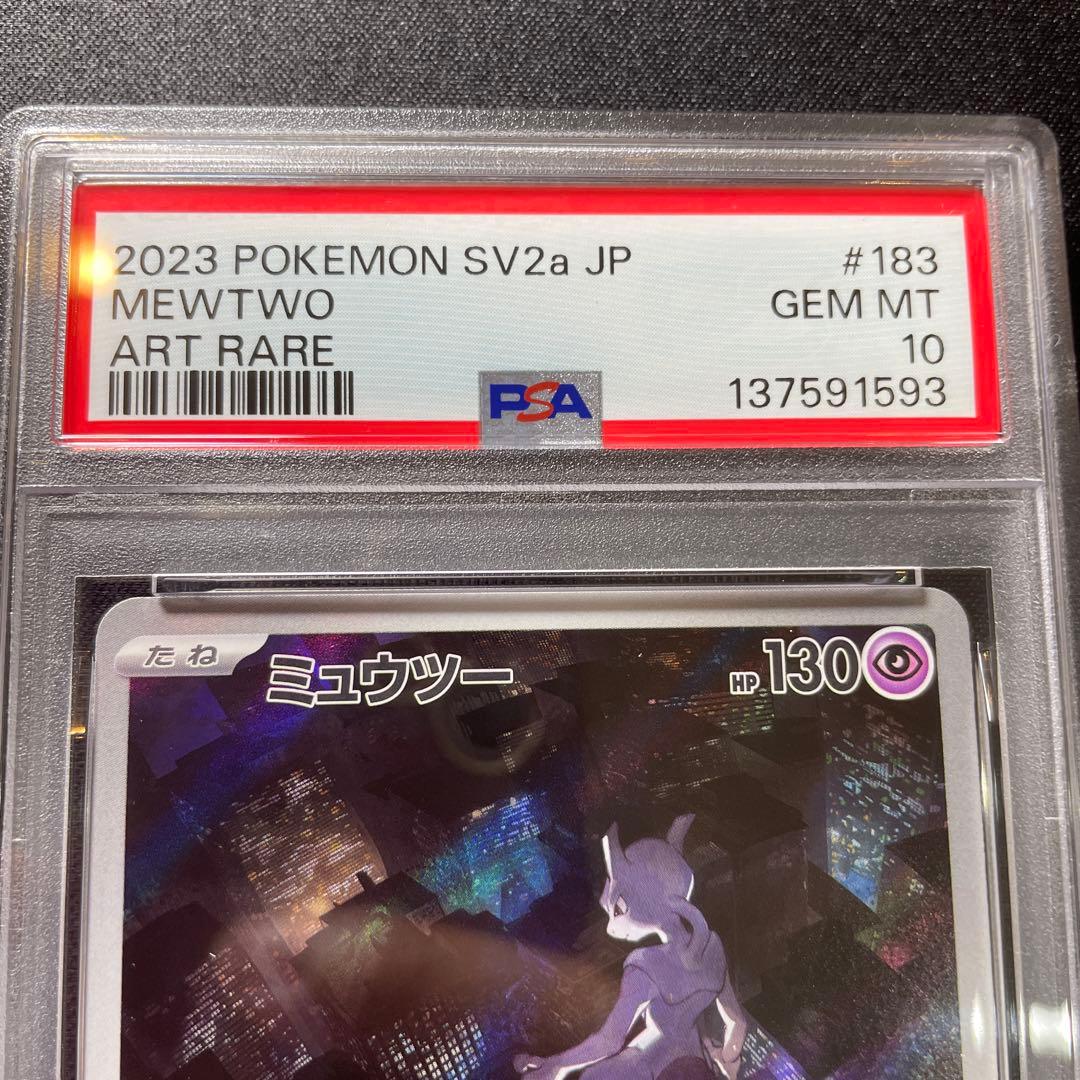 2023 POKEMON SV2a JP #183
MEWTWO GEM MT
ART RARE 10
PSA 137591593
たね ミュウツー HP 130